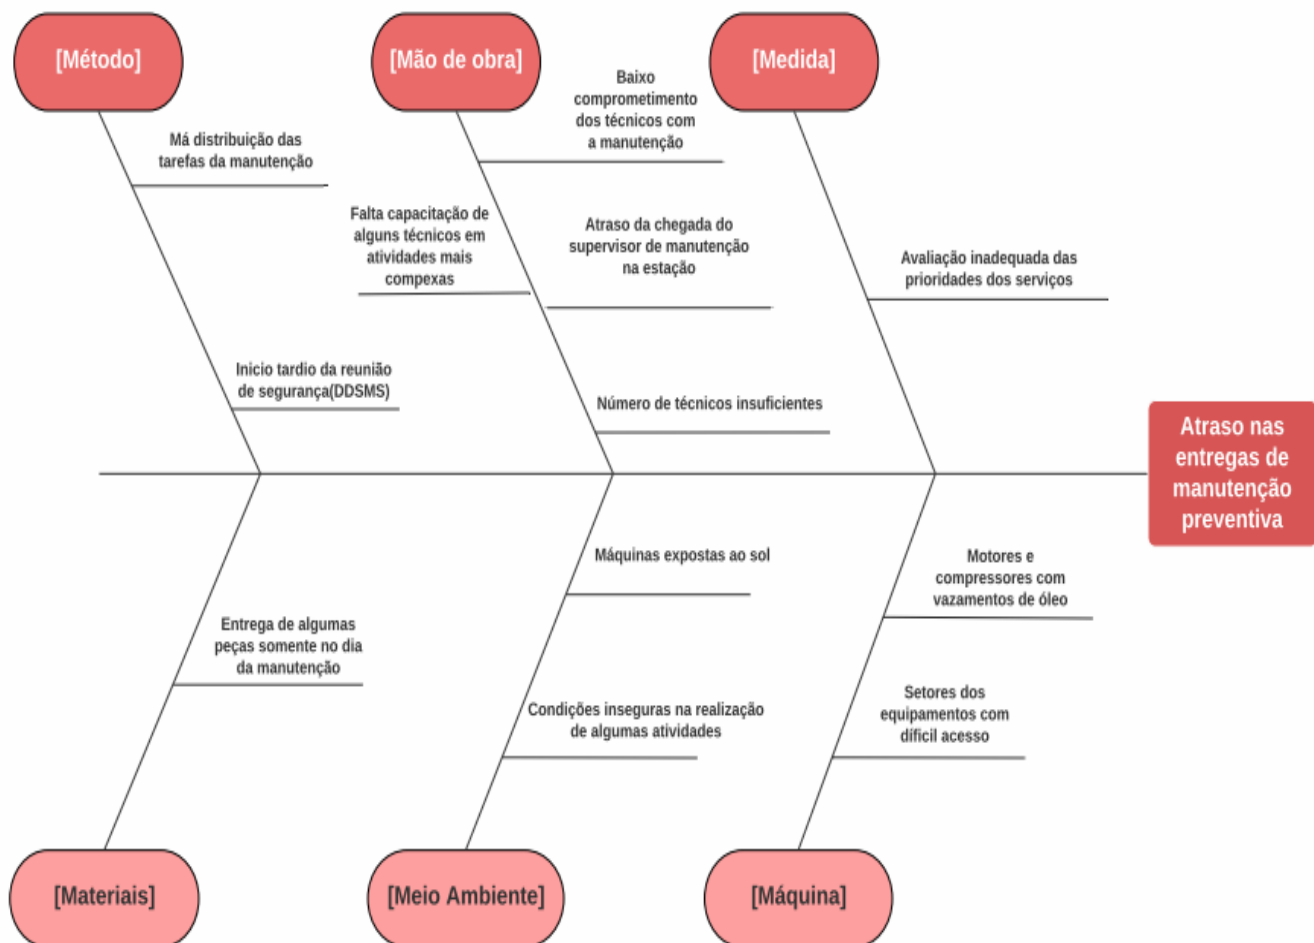 [Método]
[Mão de obra]
[Medida]
Má distribuição das
tarefas da manutenção
Inicio tardio da reunião
de segurança(DDSMS)
Baixo
comprometimento
dos técnicos com
a manutenção
Falta capacitação de
alguns técnicos em
atividades mais
compexas
Atraso da chegada do
supervisor de manutenção
na estação
Número de técnicos insuficientes
Avaliação inadequada das
prioridades dos serviços
Atraso nas
entregas de
manutenção
preventiva
Entrega de algumas
peças somente no dia
da manutenção
Máquinas expostas ao sol
Condições inseguras na realização
de algumas atividades
Motores e
compressores com
vazamentos de óleo
Setores dos
equipamentos com
díficil acesso
[Materiais]
[Meio Ambiente]
[Máquina]